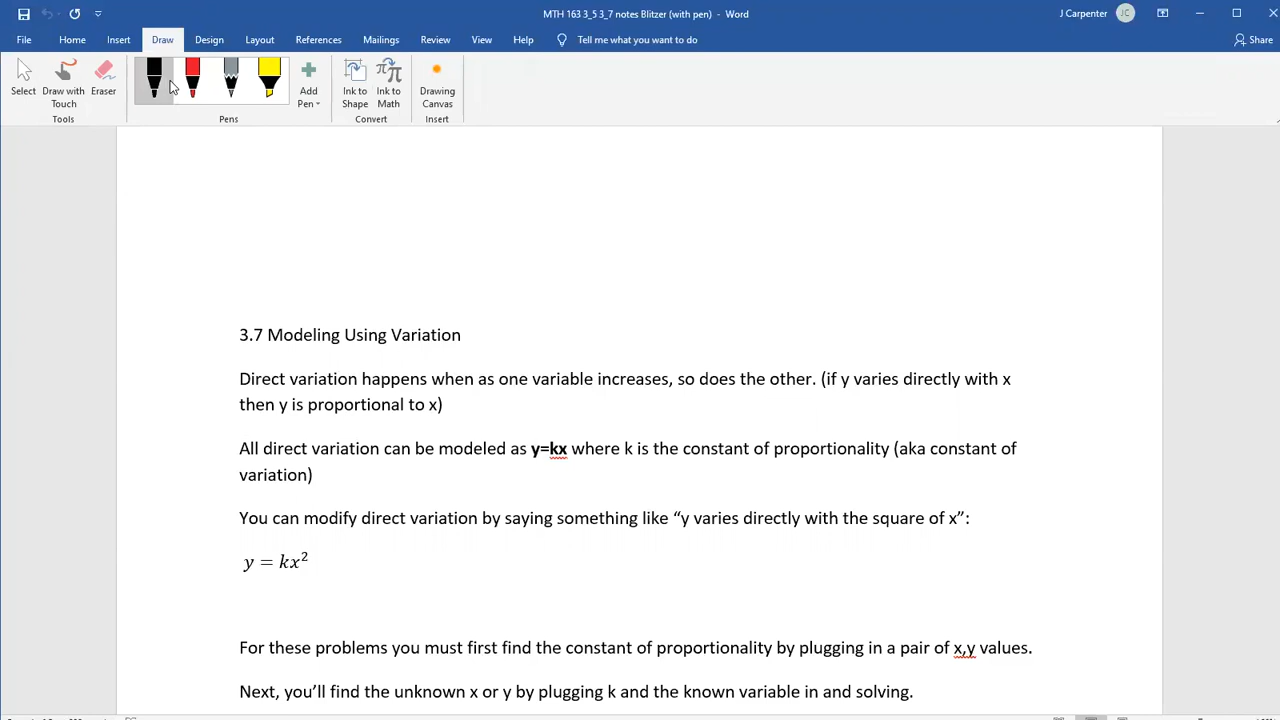 MTH 163 3_5 3_7 notes Blitzer (with pen) - Word
J Carpenter
JC
File
Home
Insert
Draw
Design
Layout
References
Mailings
Review
View
Help
Tell me what you want to do
Share
Select
Draw with Touch
Eraser
Add Pen
Ink to Shape
Ink to Math
Drawing Canvas
Tools
Pens
Convert
Insert
3.7 Modeling Using Variation
Direct variation happens when as one variable increases, so does the other. (if y varies directly with x
then y is proportional to x)
All direct variation can be modeled as y=kx where k is the constant of proportionality (aka constant of
variation)
You can modify direct variation by saying something like “y varies directly with the square of x”:
y = kx²
For these problems you must first find the constant of proportionality by plugging in a pair of x,y values.
Next, you’ll find the unknown x or y by plugging k and the known variable in and solving.